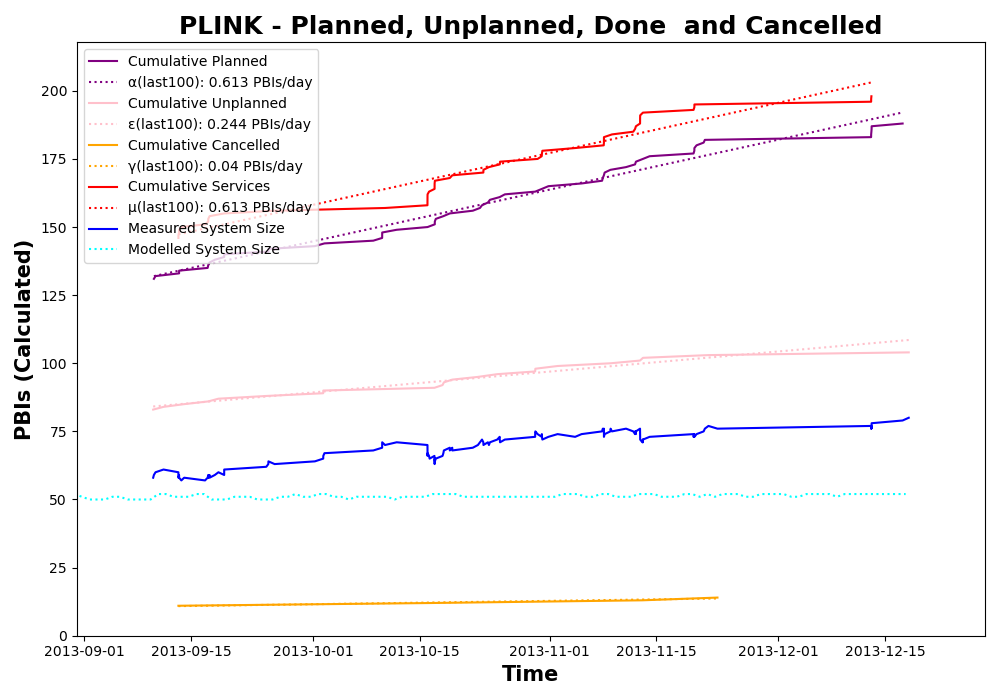 PLINK - Planned, Unplanned, Done  and Cancelled
Cumulative Planned
α(last100): 0.613 PBIs/day
Cumulative Unplanned
ε(last100): 0.244 PBIs/day
Cumulative Cancelled
γ(last100): 0.04 PBIs/day
Cumulative Services
μ(last100): 0.613 PBIs/day
Measured System Size
Modelled System Size
PBIs (Calculated)
200
175
150
125
100
75
50
25
0
2013-09-01 2013-09-15 2013-10-01 2013-10-15 2013-11-01 2013-11-15 2013-12-01 2013-12-15
Time